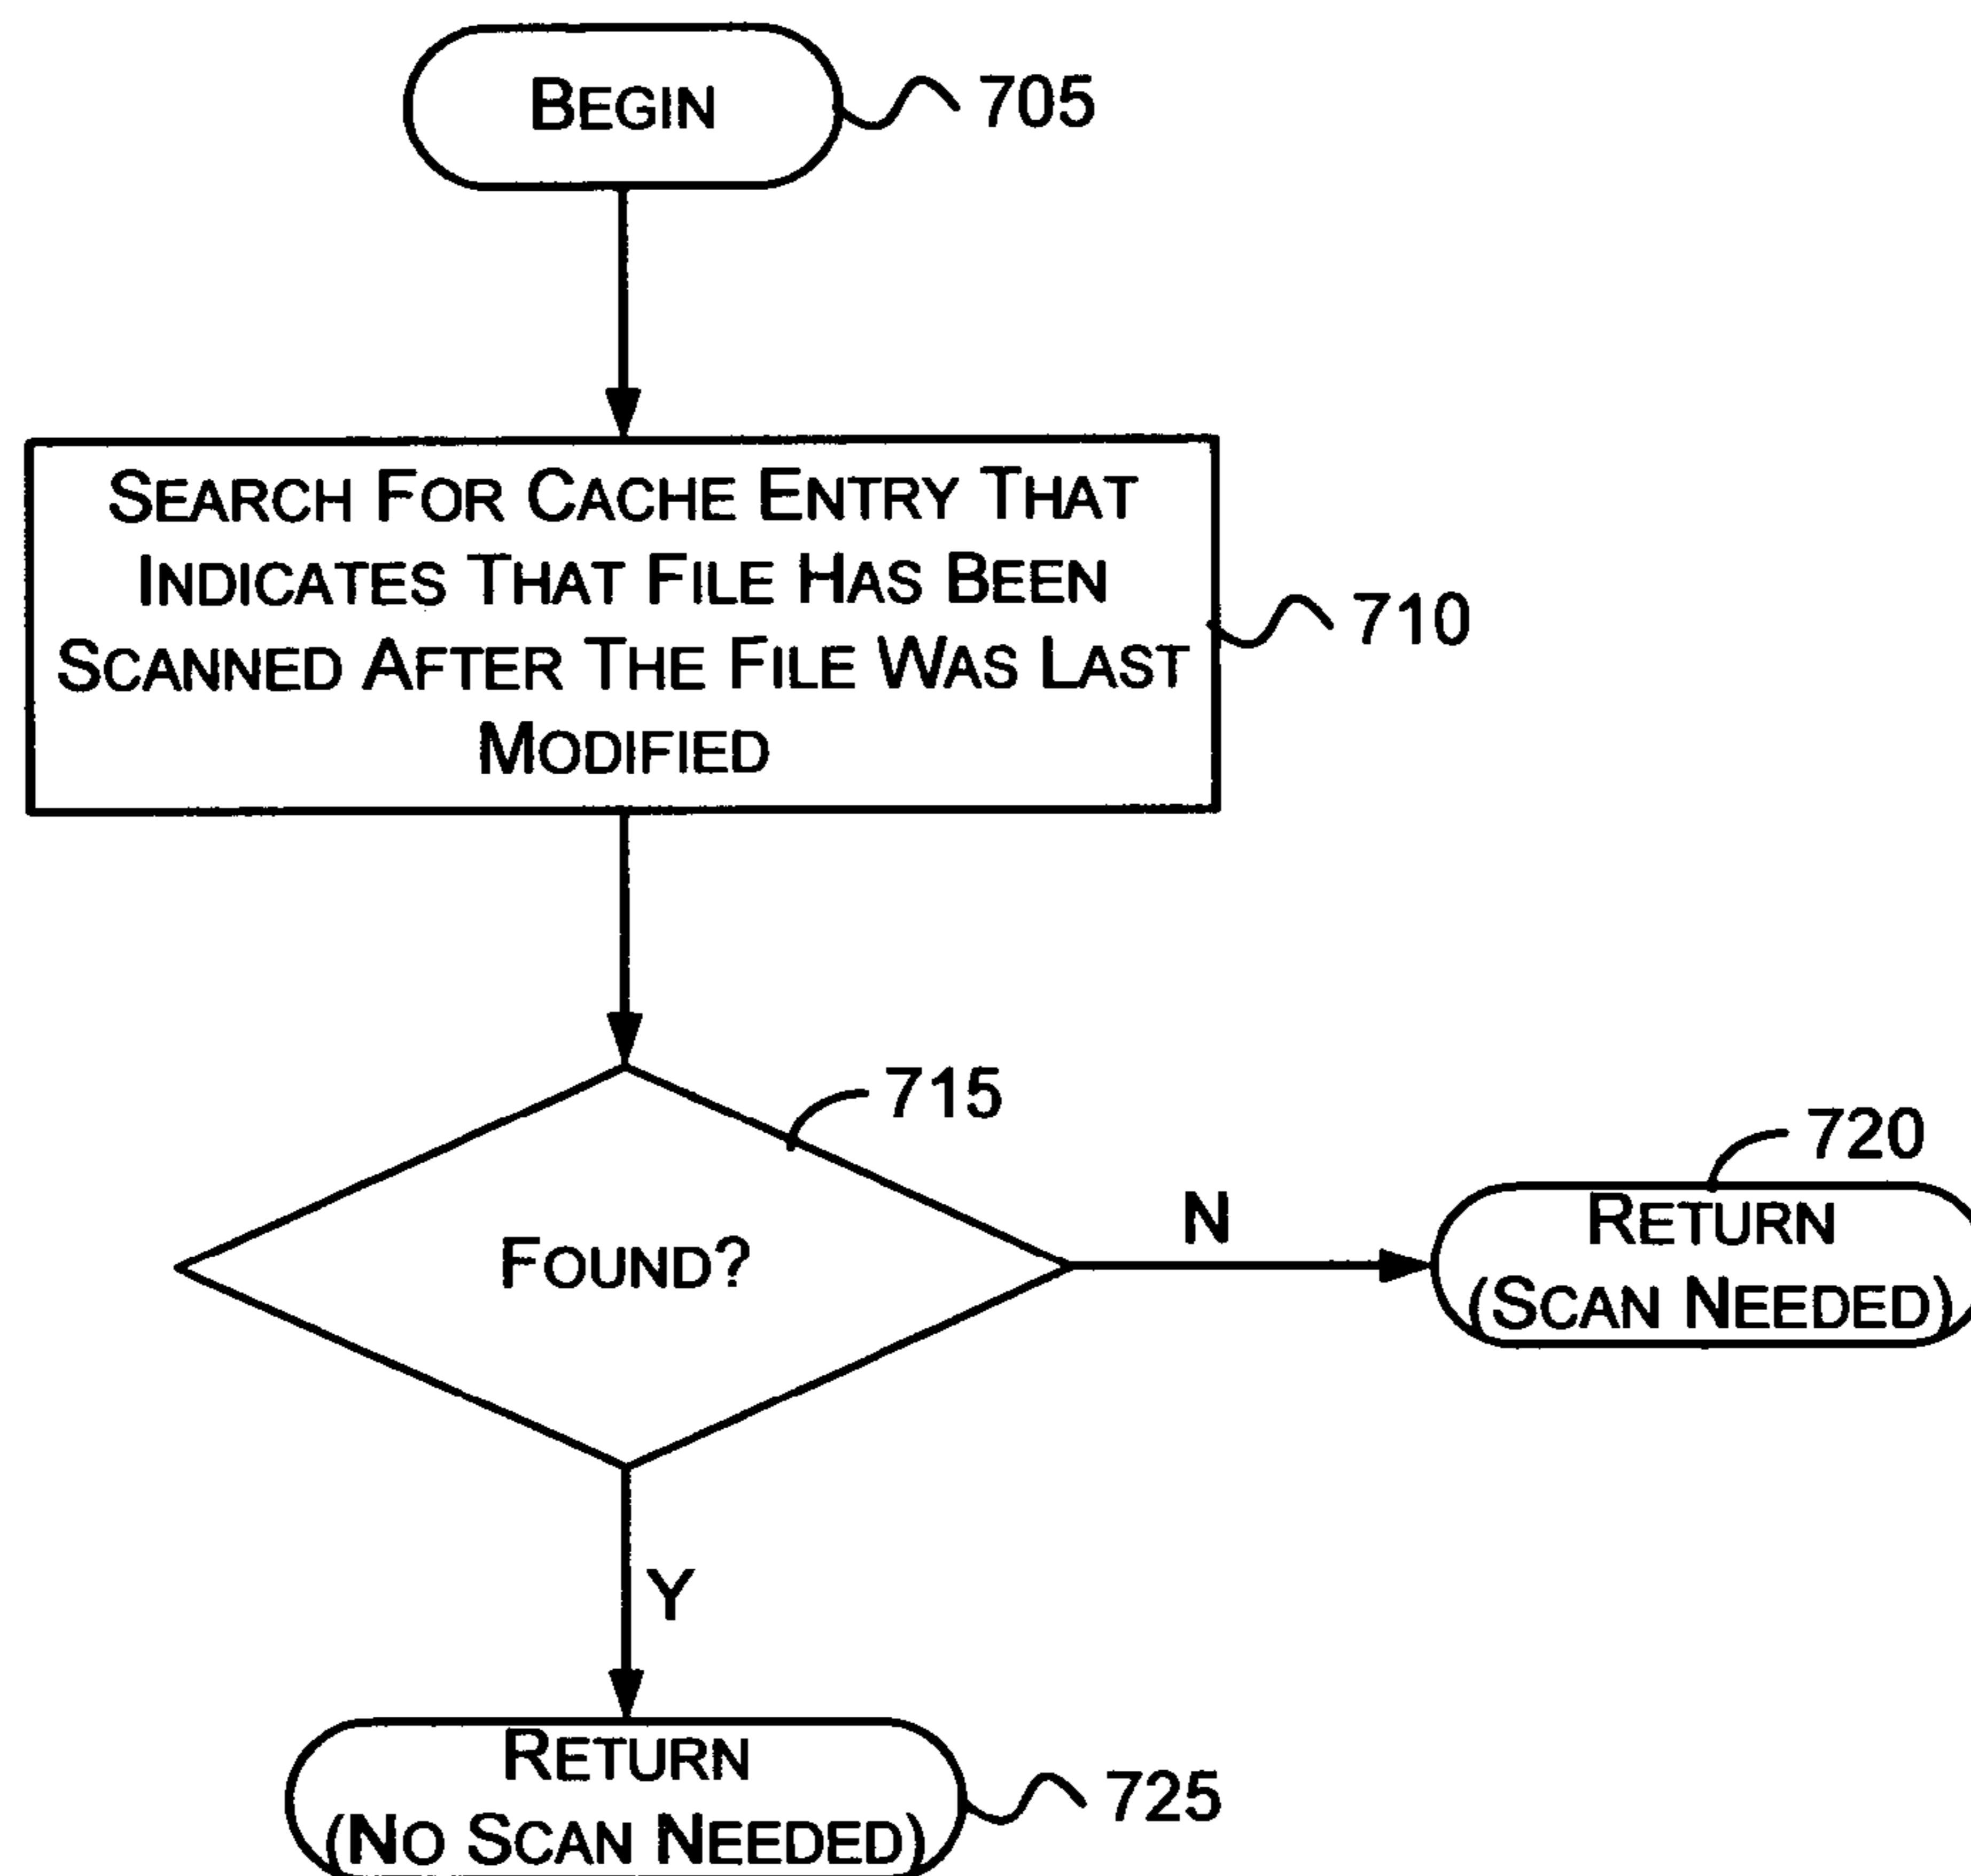 BEGIN
705
SEARCH FOR CACHE ENTRY THAT
INDICATES THAT FILE HAS BEEN
SCANNED AFTER THE FILE WAS LAST
MODIFIED
710
715
FOUND?
N
720
RETURN
(SCAN NEEDED)
Y
RETURN
(NO SCAN NEEDED)
725